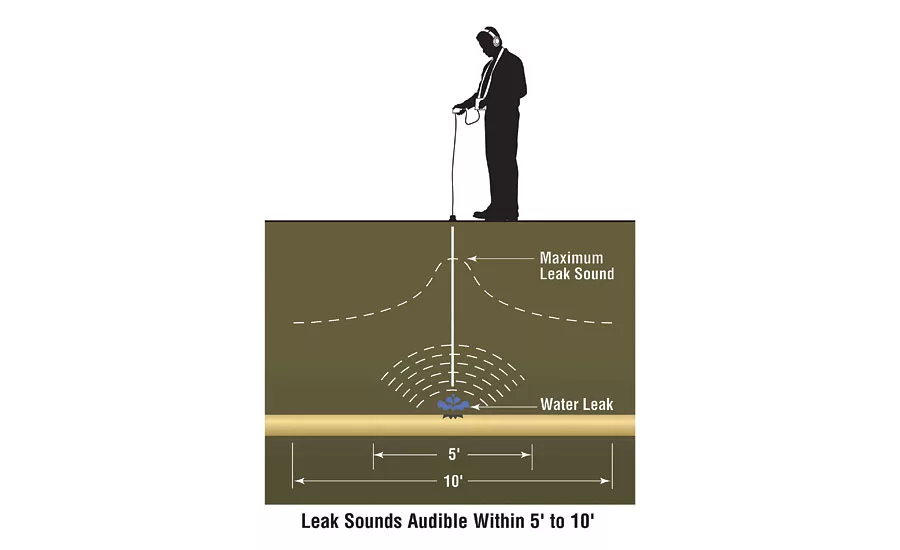 Maximum
Leak Sound
Water Leak
5'
10'
Leak Sounds Audible Within 5' to 10'